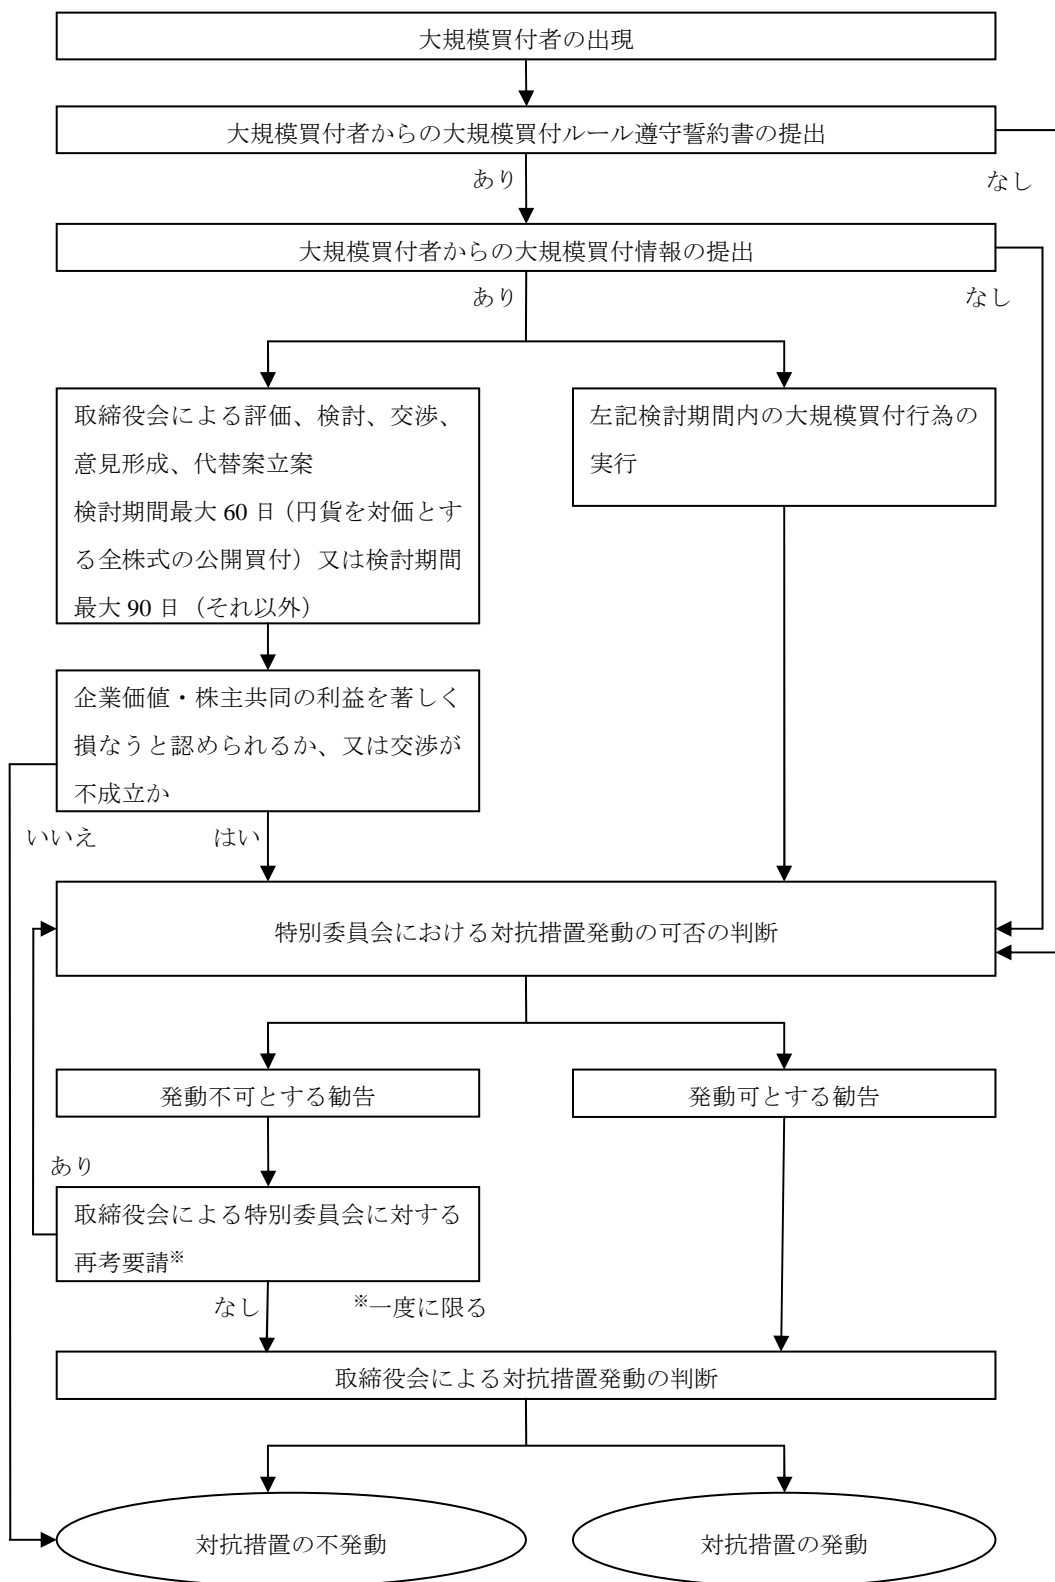 大規模買付者の出現
大規模買付者からの大規模買付ルール遵守誓約書の提出
あり
なし
大規模買付者からの大規模買付情報の提出
あり
なし
取締役会による評価、検討、交渉、
意見形成、代替案立案
検討期間最大 60 日（円貨を対価とす
る全株式の公開買付）又は検討期間
最大 90 日（それ以外）
左記検討期間内の大規模買付行為の
実行
企業価値・株主共同の利益を著しく
損なうと認められるか、又は交渉が
不成立か
いいえ
はい
特別委員会における対抗措置発動の可否の判断
発動不可とする勧告
発動可とする勧告
あり
取締役会による特別委員会に対する
再考要請※
なし
※一度に限る
取締役会による対抗措置発動の判断
対抗措置の不発動
対抗措置の発動